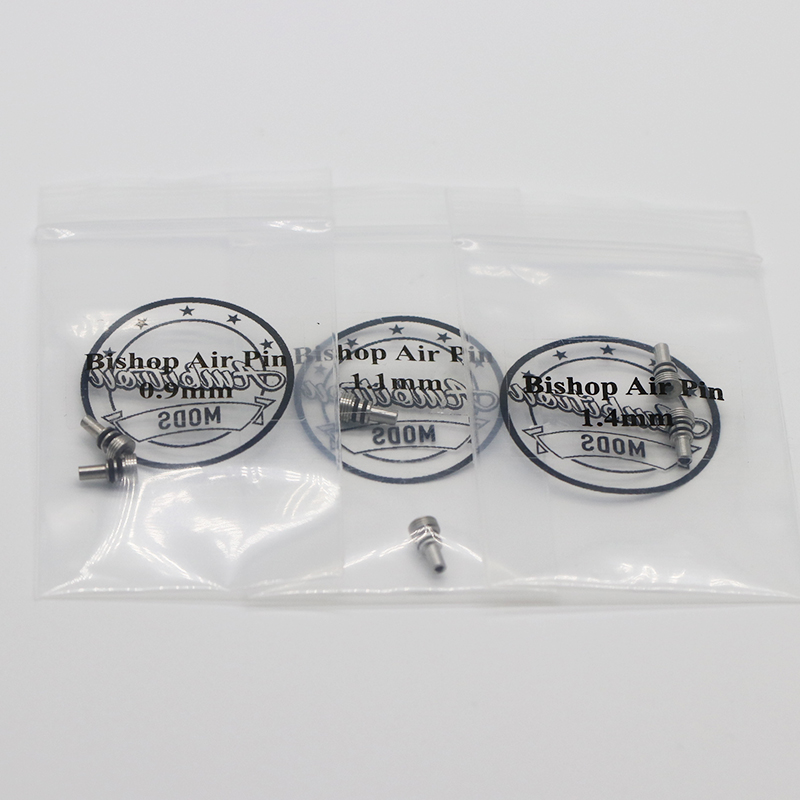 Bishop Air Pin
0.9mm
MODS
Bishop Air Pin
1.1mm
MODS
Bishop Air Pin
1.4mm
MODS